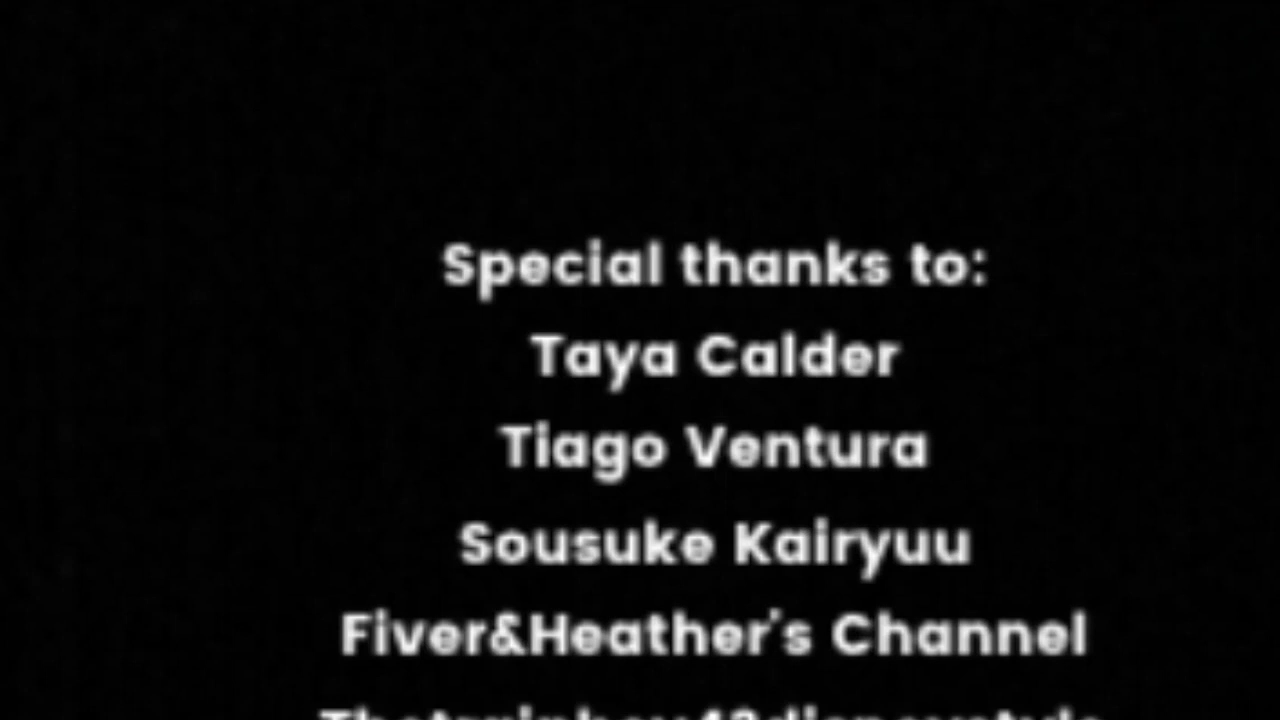 Special thanks to:
Taya Calder
Tiago Ventura
Sousuke Kairyuu
Fiver&Heather's Channel